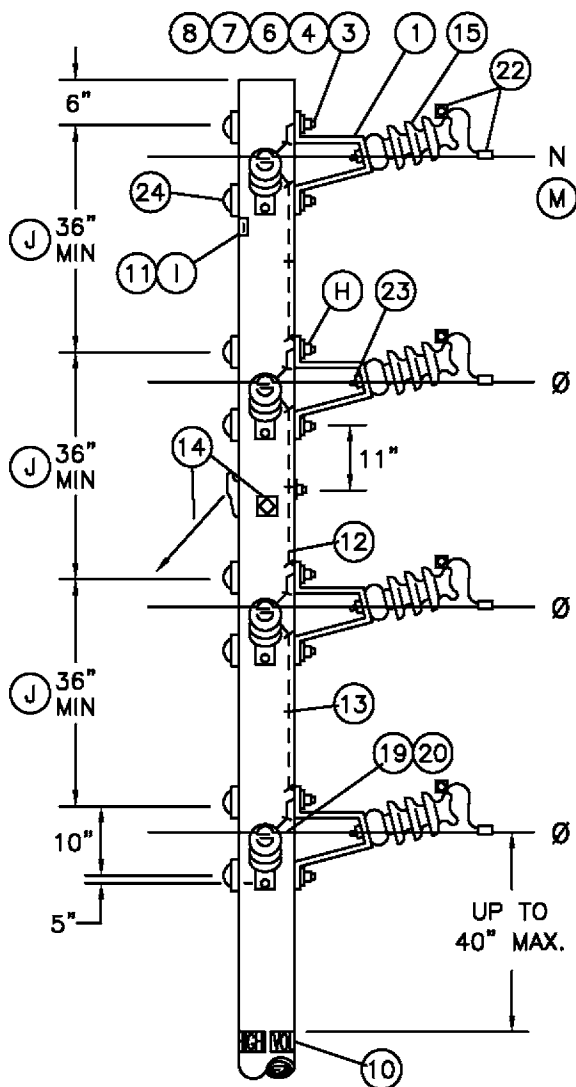 8 7 6 4 3 1 15 22
6"
N
24
M
J 36" MIN
11 I
H 23
Ø
J 36" MIN
14
11"
12
Ø
J 36" MIN
13
19 20
Ø
10"
5"
UP TO
40" MAX.
HIGH VOL
10